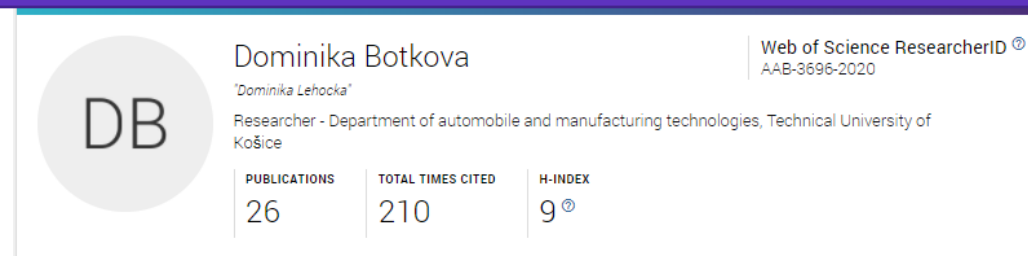 DB
Dominika Botkova
"Dominika Lehocka"
Researcher - Department of automobile and manufacturing technologies, Technical University of
Košice
Web of Science ResearcherID ?
AAB-3696-2020
PUBLICATIONS TOTAL TIMES CITED H-INDEX
26 210 9 ?